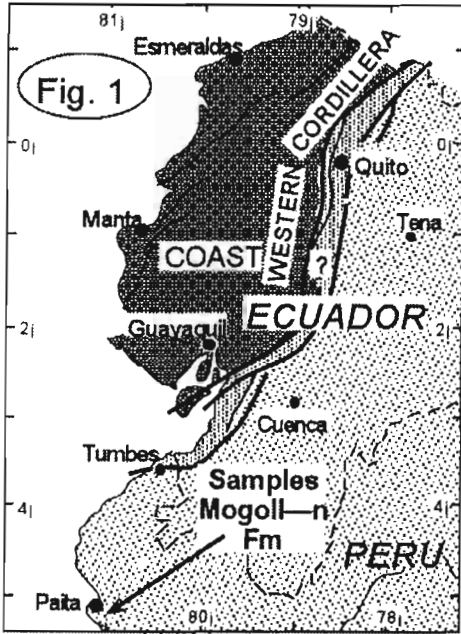 81|
79|
Esmeraldas
Fig. 1
CORDILLERA
0|
0|
Quito
WESTERN
Manta
Tena
COAST
?
ECUADOR
2|
Guayaquil
2|
Cuenca
Tumbes
Samples
Mogoll—n
Fm
4|
4|
PERU
Paita
80|
78|